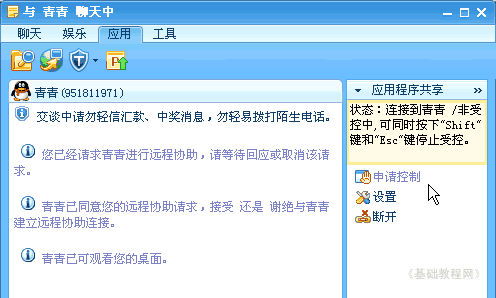 与 青青 聊天中
聊天 娱乐 应用 工具
青青(951811971)
交谈中请勿轻信汇款、中奖消息，勿轻易拨打陌生电话。
您已经请求青青进行远程协助，请等待回应或取消该请
求。
青青已同意您的远程协助请求，接受 还是 谢绝与青青
建立远程协助连接。
青青已可观看您的桌面。
应用程序共享 »
状态：连接到青青 /非受
控中,可同时按下"Shift"
键和"Esc"键停止受控。
申请控制
设置
断开
《基础教程网》